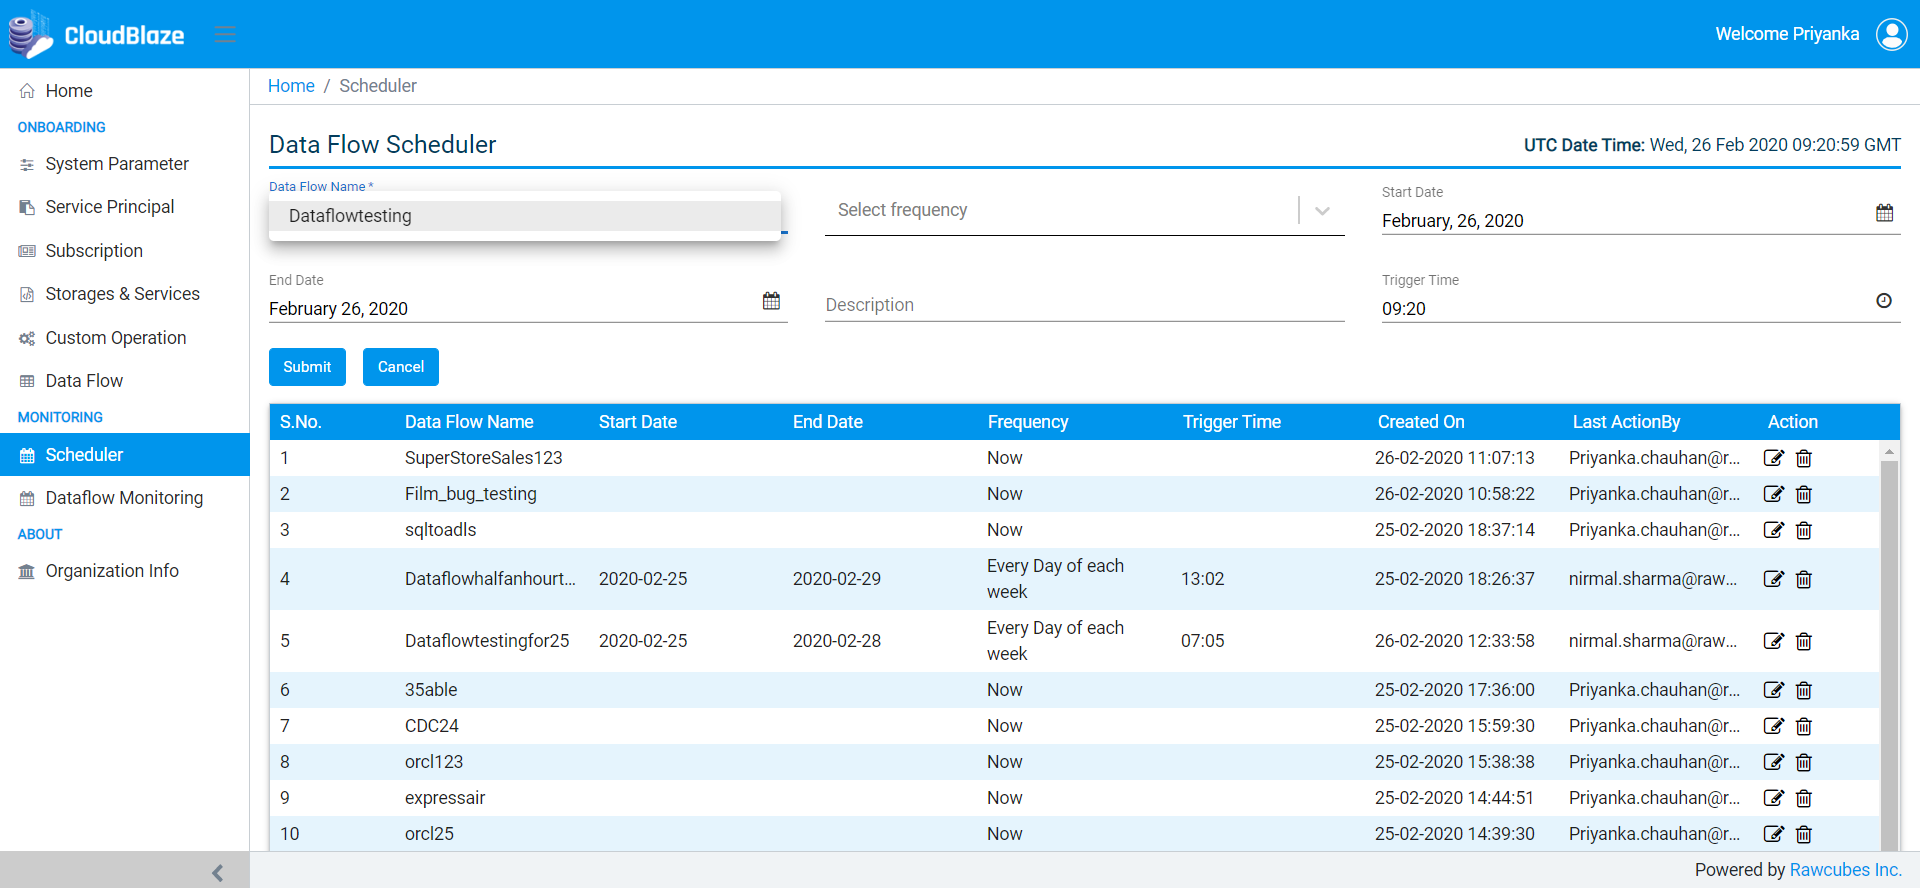 CloudBlaze
Welcome Priyanka
Home
ONBOARDING
System Parameter
Service Principal
Subscription
Storages & Services
Custom Operation
Data Flow
MONITORING
Scheduler
Dataflow Monitoring
ABOUT
Organization Info
Home / Scheduler
Data Flow Scheduler
UTC Date Time: Wed, 26 Feb 2020 09:20:59 GMT
Data Flow Name *
Dataflowtesting
Select frequency
Start Date
February, 26, 2020
End Date
February 26, 2020
Description
Trigger Time
09:20
Submit Cancel
S.No. Data Flow Name Start Date End Date Frequency Trigger Time Created On Last ActionBy Action
1 SuperStoreSales123 Now 26-02-2020 11:07:13 Priyanka.chauhan@r...
2 Film_bug_testing Now 26-02-2020 10:58:22 Priyanka.chauhan@r...
3 sqltoadls Now 25-02-2020 18:37:14 Priyanka.chauhan@r...
4 Dataflowhalfanhourt... 2020-02-25 2020-02-29 Every Day of each week 13:02 25-02-2020 18:26:37 nirmal.sharma@raw...
5 Dataflowtestingfor25 2020-02-25 2020-02-28 Every Day of each week 07:05 26-02-2020 12:33:58 nirmal.sharma@raw...
6 35able Now 25-02-2020 17:36:00 Priyanka.chauhan@r...
7 CDC24 Now 25-02-2020 15:59:30 Priyanka.chauhan@r...
8 orcl123 Now 25-02-2020 15:38:38 Priyanka.chauhan@r...
9 expressair Now 25-02-2020 14:44:51 Priyanka.chauhan@r...
10 orcl25 Now 25-02-2020 14:39:30 Priyanka.chauhan@r...
Powered by Rawcubes Inc.